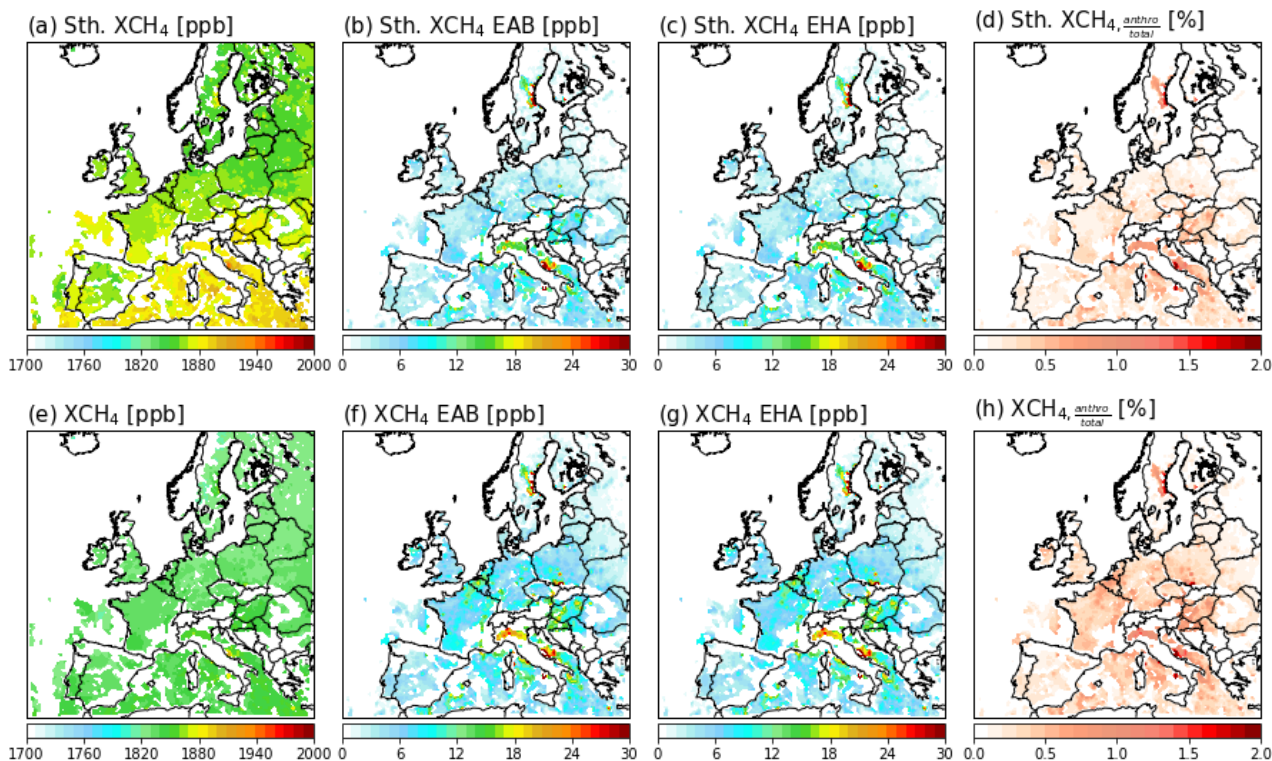 (a) Sth. XCH₄ [ppb] (b) Sth. XCH₄ EAB [ppb] (c) Sth. XCH₄ EHA [ppb] (d) Sth. XCH₄, anthro/total [%]
1700 1760 1820 1880 1940 2000 0 6 12 18 24 30 0 6 12 18 24 30 0.0 0.5 1.0 1.5 2.0
(e) XCH₄ [ppb] (f) XCH₄ EAB [ppb] (g) XCH₄ EHA [ppb] (h) XCH₄, anthro/total [%]
1700 1760 1820 1880 1940 2000 0 6 12 18 24 30 0 6 12 18 24 30 0.0 0.5 1.0 1.5 2.0